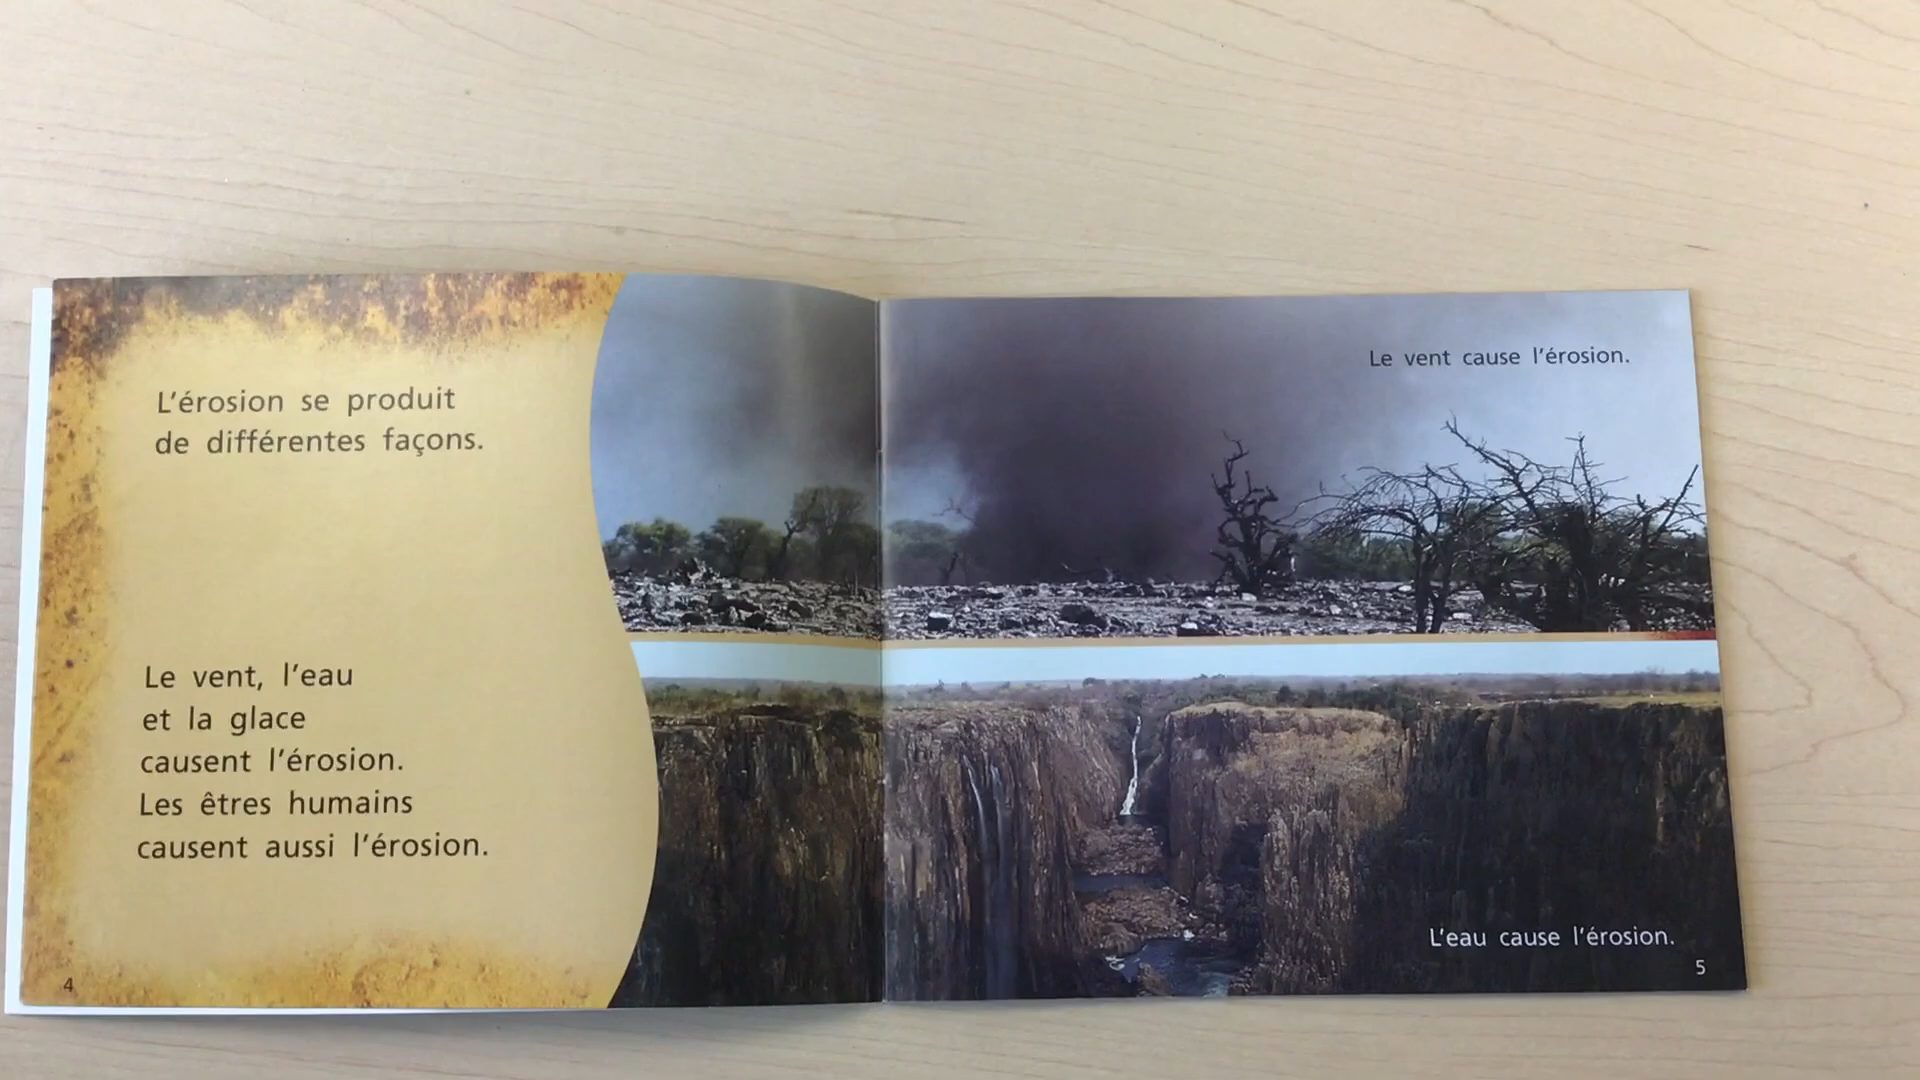 L'érosion se produit
de différentes façons.
Le vent, l'eau
et la glace
causent l'érosion.
Les êtres humains
causent aussi l'érosion.
4
Le vent cause l'érosion.
L'eau cause l'érosion.
5